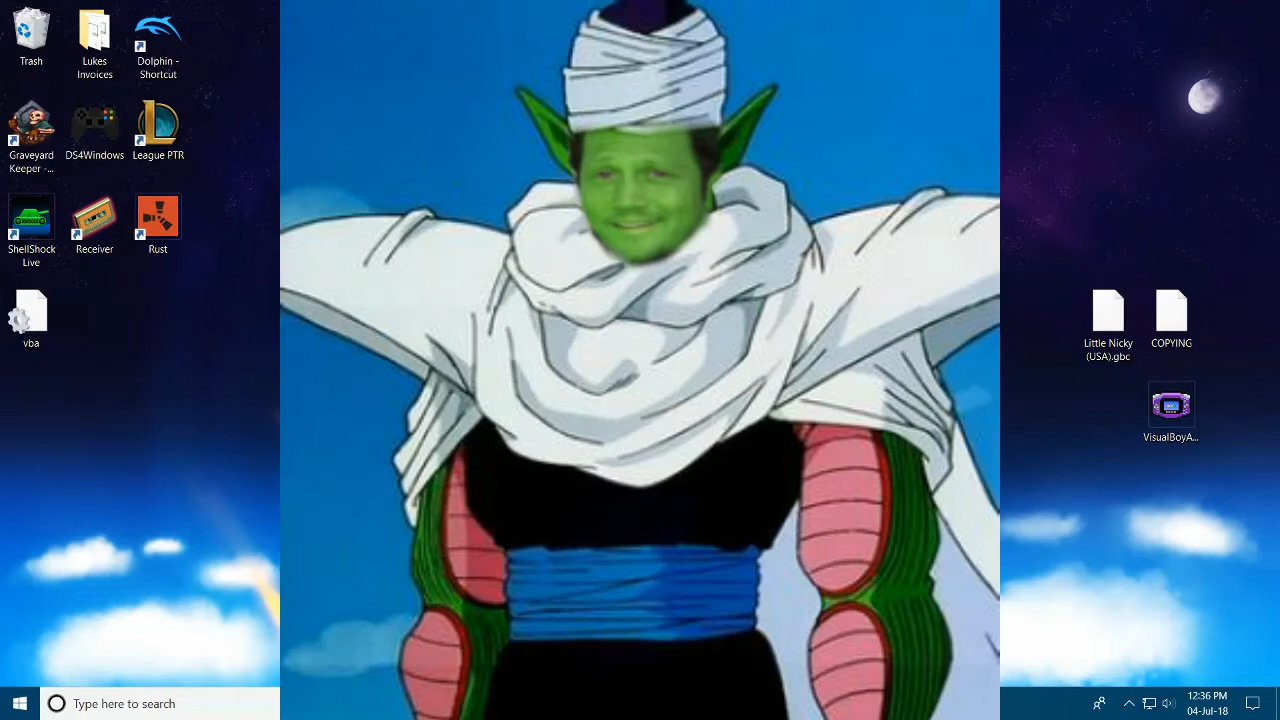 Trash
Lukes
Invoices
Dolphin -
Shortcut
Graveyard
Keeper -...
DS4Windows
League PTR
ShellShock
Live
Receiver
Rust
vba
Little Nicky
(USA).gbc
COPYING
VisualBoyA...
Type here to search
12:36 PM
04-Jul-18